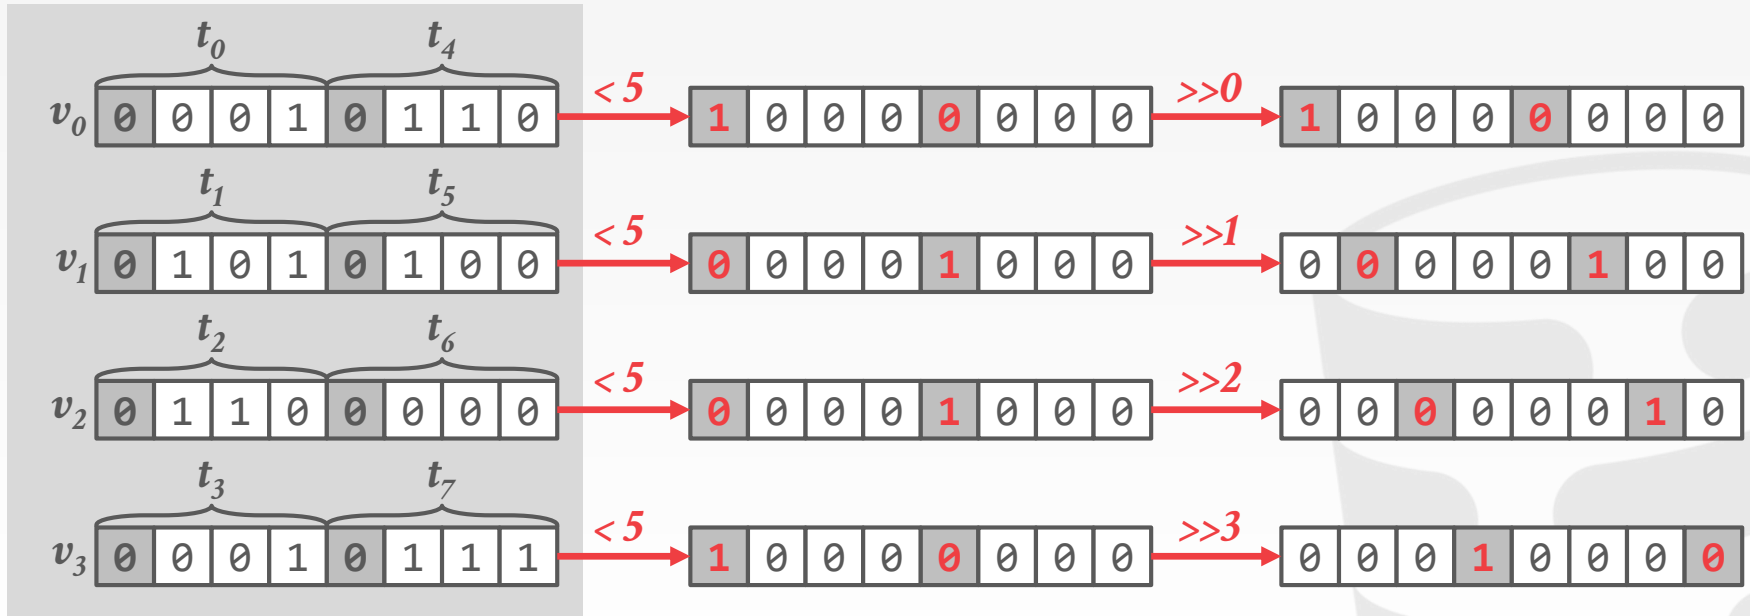 t0 t4
v0 0 0 0 1 0 1 1 0 < 5 1 0 0 0 0 0 0 0 >>0 1 0 0 0 0 0 0 0
t1 t5
v1 0 1 0 1 0 1 0 0 < 5 0 0 0 0 1 0 0 0 >>1 0 0 0 0 0 1 0 0
t2 t6
v2 0 1 1 0 0 0 0 0 < 5 0 0 0 0 1 0 0 0 >>2 0 0 0 0 0 0 1 0
t3 t7
v3 0 0 0 1 0 1 1 1 < 5 1 0 0 0 0 0 0 0 >>3 0 0 0 1 0 0 0 0